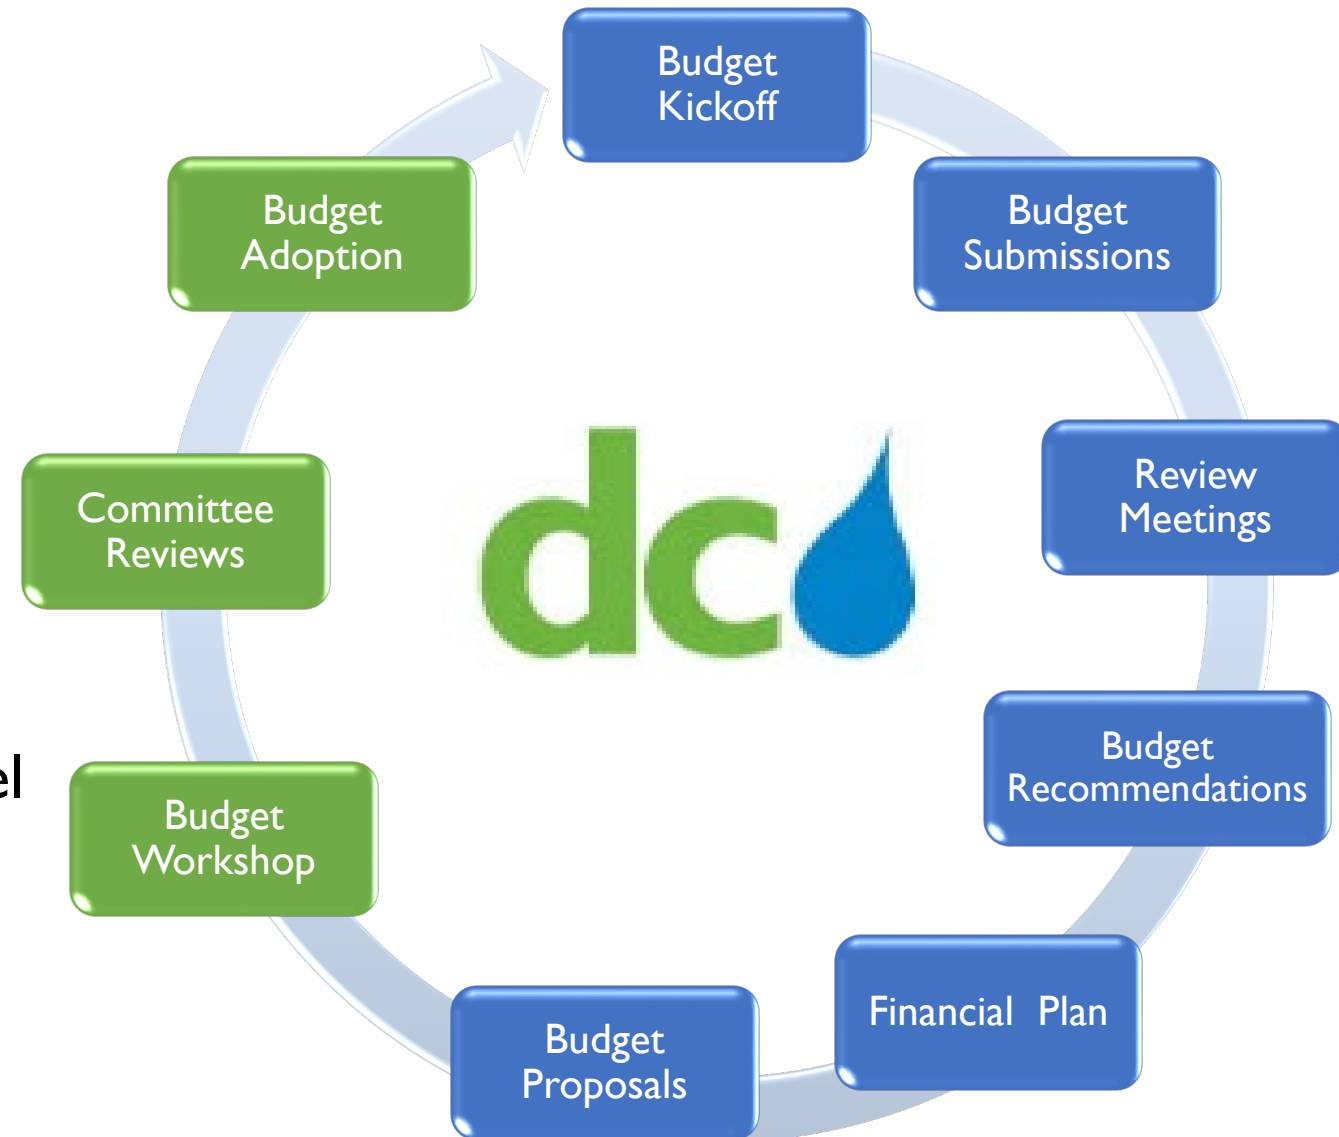 Budget
Kickoff
Budget
Submissions
Review
Meetings
Budget
Recommendations
Financial Plan
Budget
Proposals
Budget
Workshop
Committee
Reviews
Budget
Adoption
dc
el